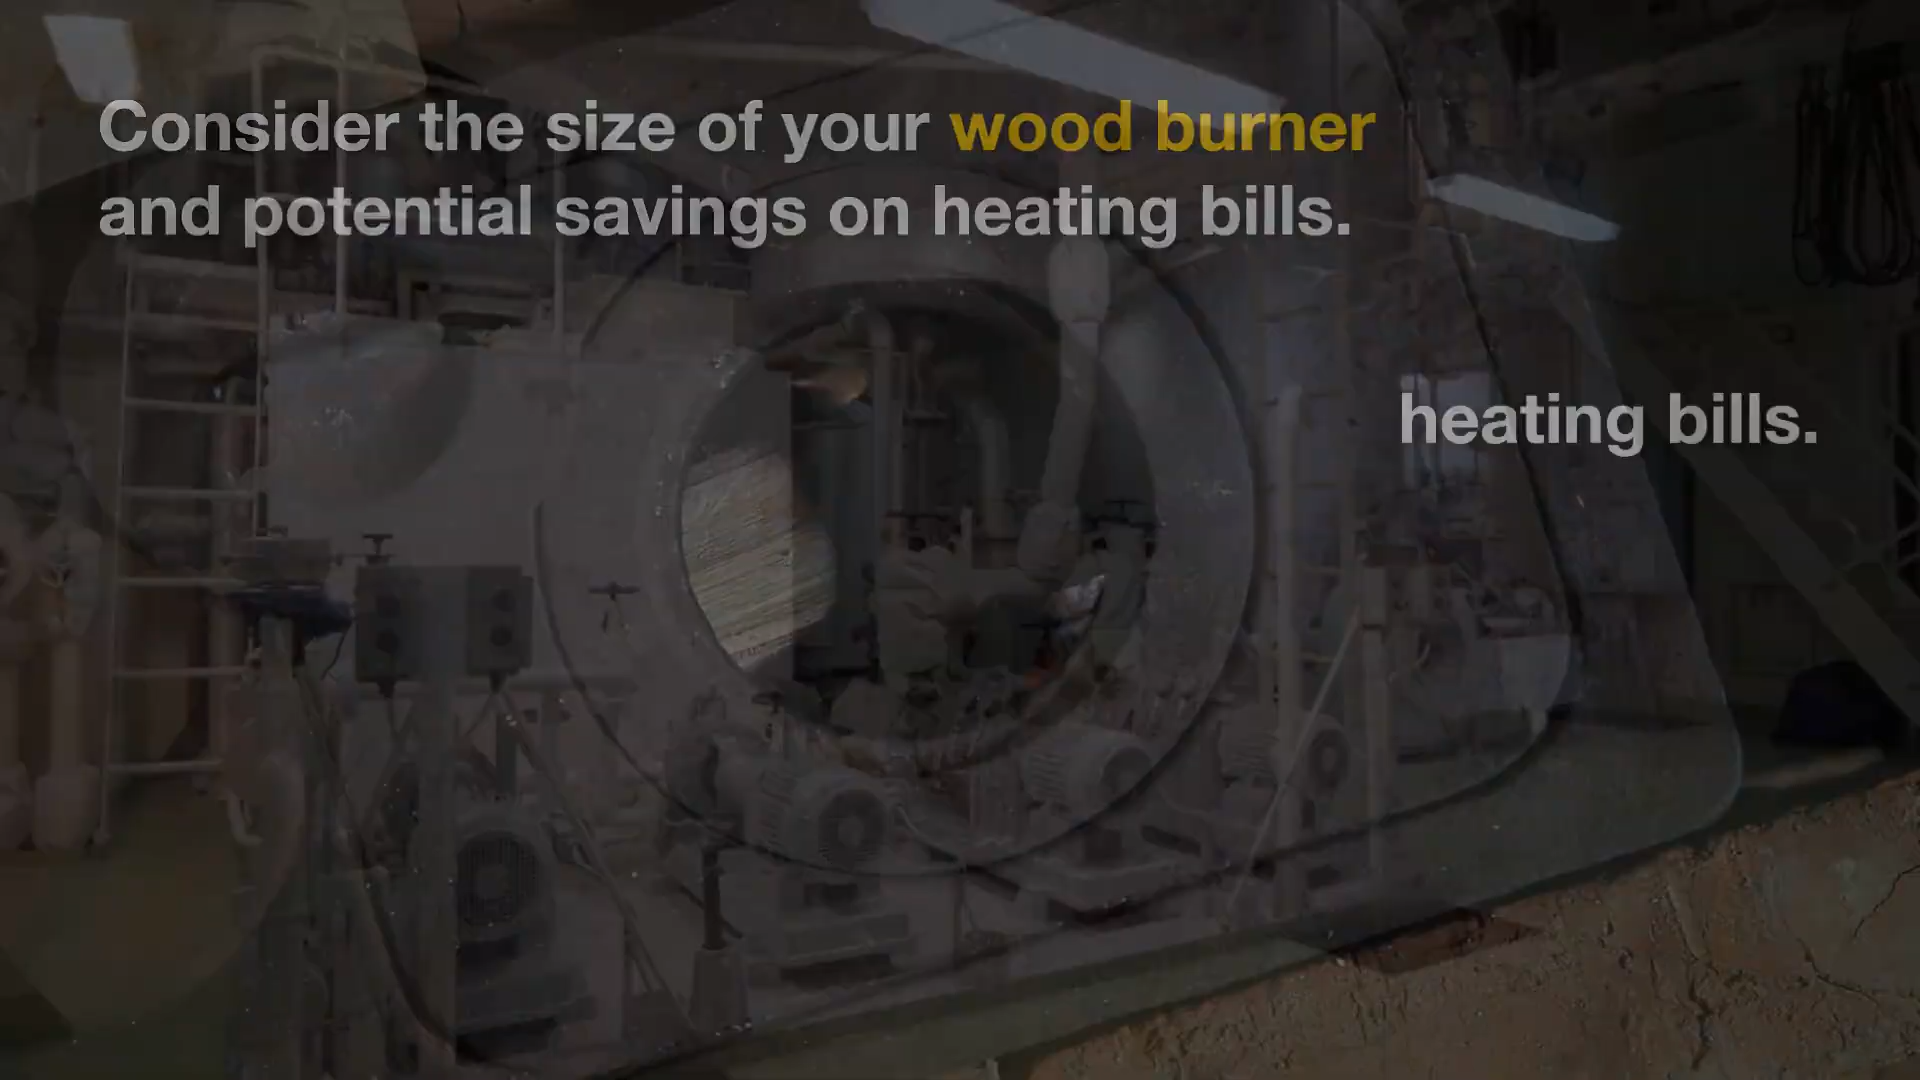 Consider the size of your wood burner
and potential savings on heating bills.
heating bills.